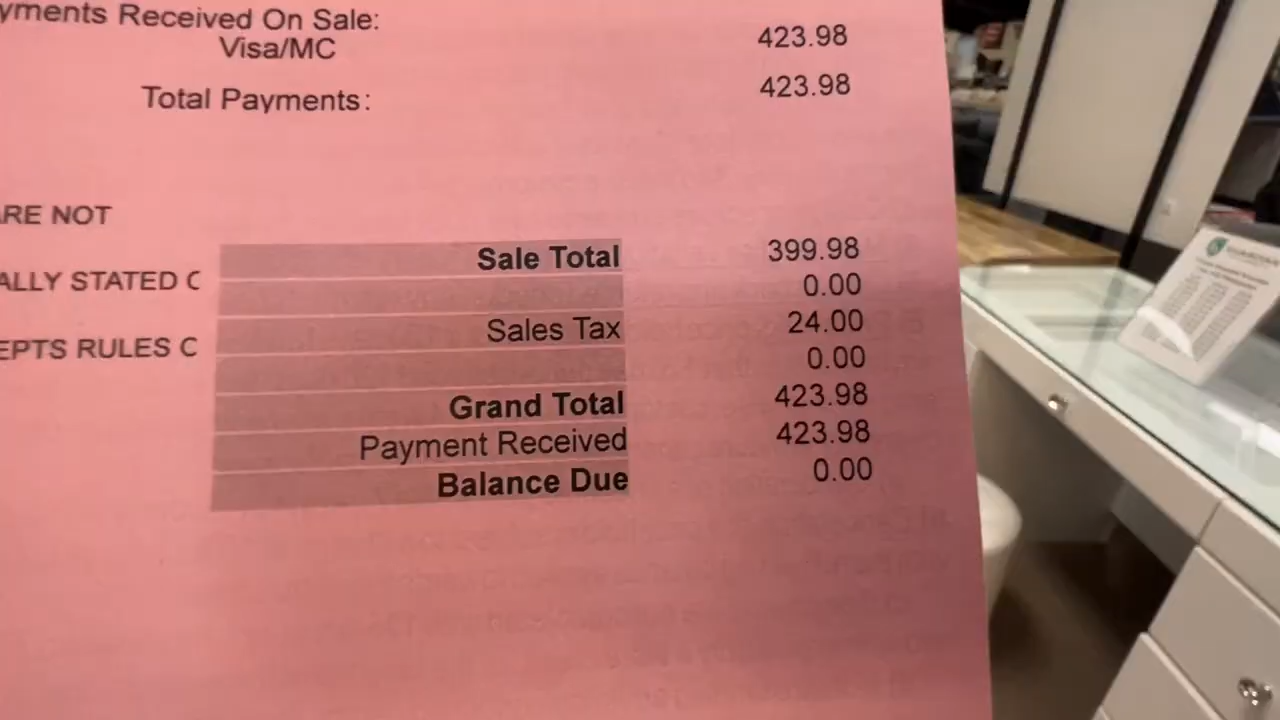 yments Received On Sale:
Visa/MC 423.98
Total Payments: 423.98
ARE NOT
ALLY STATED C
EPTS RULES C
Sale Total 399.98
0.00
Sales Tax 24.00
0.00
Grand Total 423.98
Payment Received 423.98
Balance Due 0.00